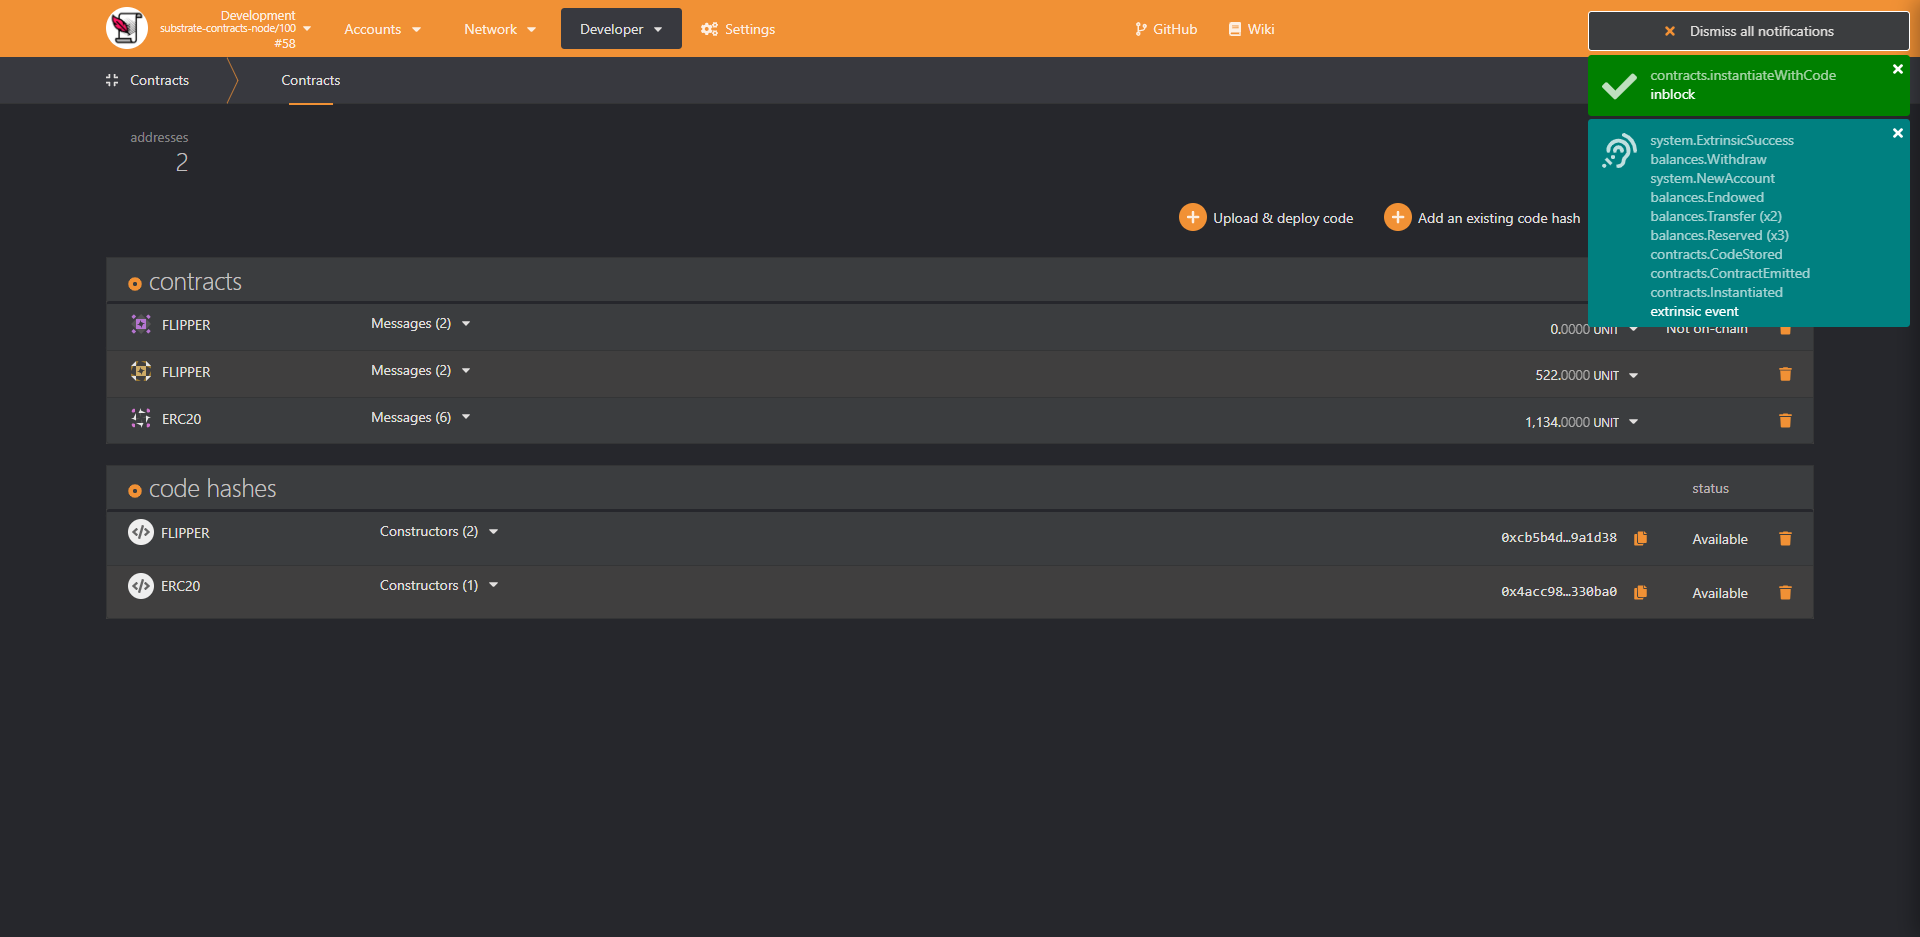 Development
substrate-contracts-node/100
#58
Accounts
Network
Developer
Settings
GitHub
Wiki
Dismiss all notifications
Contracts
Contracts
contracts.instantiateWithCode
inblock
system.ExtrinsicSuccess
balances.Withdraw
system.NewAccount
balances.Endowed
balances.Transfer (x2)
balances.Reserved (x3)
contracts.CodeStored
contracts.ContractEmitted
contracts.Instantiated
extrinsic event
addresses
2
Upload & deploy code
Add an existing code hash
contracts
FLIPPER Messages (2) 0.0000 UNIT Not on-chain
FLIPPER Messages (2) 522.0000 UNIT
ERC20 Messages (6) 1,134.0000 UNIT
code hashes status
FLIPPER Constructors (2) 0xcb5b4d…9a1d38 Available
ERC20 Constructors (1) 0x4acc98…330ba0 Available